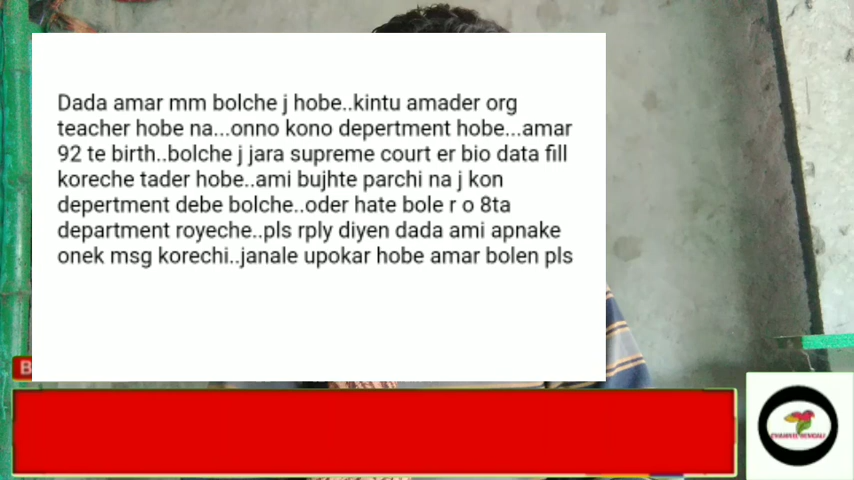 Dada amar mm bolche j hobe..kintu amader org
teacher hobe na...onno kono depertment hobe...amar
92 te birth..bolche j jara supreme court er bio data fill
koreche tader hobe..ami bujhte parchi na j kon
depertment debe bolche..oder hate bole r o 8ta
department royeche..pls rply diyen dada ami apnake
onek msg korechi..janale upokar hobe amar bolen pls
B